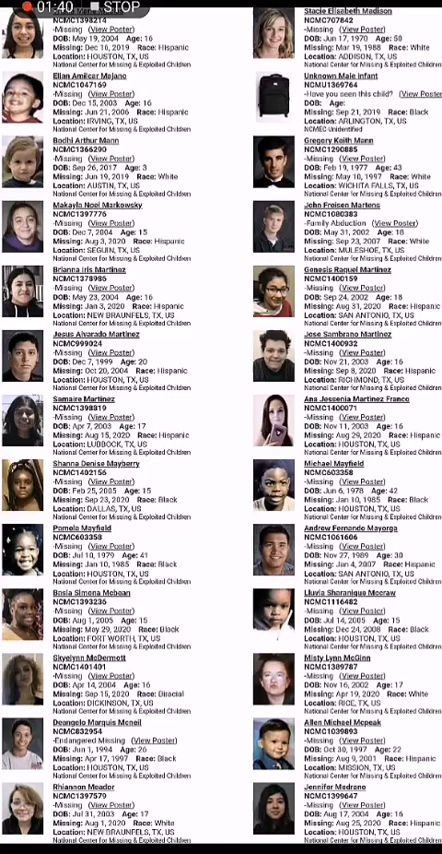 01:40 STOP
NCMC1398214
-Missing (View Poster)
DOB: May 19, 2004 Age: 16
Missing: Dec 16, 2019 Race: Hispanic
Location: HOUSTON, TX, US
National Center for Missing & Exploited Children
Elian Amilcar Majano
NCMC1047169
-Missing (View Poster)
DOB: Dec 15, 2003 Age: 16
Missing: Jun 21, 2006 Race: Hispanic
Location: IRVING, TX, US
National Center for Missing & Exploited Children
Bodhi Arthur Mann
NCMC1366290
-Missing (View Poster)
DOB: Sep 26, 2017 Age: 3
Missing: Jun 19, 2019 Race: White
Location: AUSTIN, TX, US
National Center for Missing & Exploited Children
Makayla Noel Markowsky
NCMC1397776
-Missing (View Poster)
DOB: Dec 7, 2004 Age: 15
Missing: Aug 3, 2020 Race: Hispanic
Location: SEGUIN, TX, US
National Center for Missing & Exploited Children
Brianna Iris Martinez
NCMC1378986
-Missing (View Poster)
DOB: May 23, 2004 Age: 16
Missing: Jan 3, 2020 Race: Hispanic
Location: NEW BRAUNFELS, TX, US
National Center for Missing & Exploited Children
Jesus Alvarado Martinez
NCMC999024
-Missing (View Poster)
DOB: Dec 7, 1999 Age: 20
Missing: Oct 20, 2004 Race: Hispanic
Location: HOUSTON, TX, US
National Center for Missing & Exploited Children
Samaire Martinez
NCMC1398819
-Missing (View Poster)
DOB: Apr 7, 2003 Age: 17
Missing: Aug 15, 2020 Race: Hispanic
Location: LUBBOCK, TX, US
National Center for Missing & Exploited Children
Shanna Denise Mayberry
NCMC1402156
-Missing (View Poster)
DOB: Feb 25, 2005 Age: 15
Missing: Sep 23, 2020 Race: Black
Location: DALLAS, TX, US
National Center for Missing & Exploited Children
Pamela Mayfield
NCMC603358
-Missing (View Poster)
DOB: Jul 10, 1979 Age: 41
Missing: Jan 10, 1985 Race: Black
Location: HOUSTON, TX, US
National Center for Missing & Exploited Children
Basia Simona Mcbean
NCMC1393236
-Missing (View Poster)
DOB: Aug 1, 2005 Age: 15
Missing: May 29, 2020 Race: Black
Location: FORT WORTH, TX, US
National Center for Missing & Exploited Children
Skyelynn McDermett
NCMC1401401
-Missing (View Poster)
DOB: Apr 14, 2004 Age: 16
Missing: Sep 15, 2020 Race: Biracial
Location: DICKINSON, TX, US
National Center for Missing & Exploited Children
Deangelo Marquis Mcneil
NCMC832954
-Endangered Missing (View Poster)
DOB: Jun 1, 1994 Age: 26
Missing: Apr 17, 1997 Race: Black
Location: HOUSTON, TX, US
National Center for Missing & Exploited Children
Rhiannon Meador
NCMC1397579
-Missing (View Poster)
DOB: Jul 31, 2003 Age: 17
Missing: Aug 1, 2020 Race: White
Location: NEW BRAUNFELS, TX, US
National Center for Missing & Exploited Children
Stacie Elisabeth Madison
NCMC707842
-Missing (View Poster)
DOB: Jun 17, 1970 Age: 50
Missing: Mar 19, 1988 Race: White
Location: ADDISON, TX, US
National Center for Missing & Exploited Children
Unknown Male infant
NCMU1369764
-Have you seen this child? (View Poster
DOB: Age:
Missing: Sep 21, 2019 Race: Black
Location: ARLINGTON, TX, US
NCMEC Unidentified
Gregory Keith Mann
NCMC1290885
-Missing (View Poster)
DOB: Feb 19, 1977 Age: 43
Missing: May 10, 1997 Race: White
Location: WICHITA FALLS, TX, US
National Center for Missing & Exploited Children
John Freisen Martens
NCMC1080383
-Family Abduction (View Poster)
DOB: May 31, 2002 Age: 18
Missing: Sep 23, 2007 Race: White
Location: MULESHOE, TX, US
National Center for Missing & Exploited Children
Genesis Raquel Martinez
NCMC1400159
-Missing (View Poster)
DOB: Sep 24, 2002 Age: 18
Missing: Aug 31, 2020 Race: Hispanic
Location: SAN ANTONIO, TX, US
National Center for Missing & Exploited Children
Jose Sambrano Martinez
NCMC1400932
-Missing (View Poster)
DOB: Nov 21, 2003 Age: 16
Missing: Sep 8, 2020 Race: Hispanic
Location: RICHMOND, TX, US
National Center for Missing & Exploited Children
Ana Jessenia Martinez Franco
NCMC1400071
-Missing (View Poster)
DOB: Nov 11, 2003 Age: 16
Missing: Aug 29, 2020 Race: Hispanic
Location: HOUSTON, TX, US
National Center for Missing & Exploited Children
Michael Mayfield
NCMC603358
-Missing (View Poster)
DOB: Jun 6, 1978 Age: 42
Missing: Jan 10, 1985 Race: Black
Location: HOUSTON, TX, US
National Center for Missing & Exploited Children
Andrew Fernande Mayorga
NCMC1061606
-Missing (View Poster)
DOB: Nov 27, 1989 Age: 30
Missing: Jan 4, 2007 Race: Hispanic
Location: SAN ANTONIO, TX, US
National Center for Missing & Exploited Children
Lluvia Sheranique Mccraw
NCMC1116482
-Missing (View Poster)
DOB: Jul 14, 2005 Age: 15
Missing: Dec 24, 2008 Race: Black
Location: HOUSTON, TX, US
National Center for Missing & Exploited Children
Misty Lynn McGinn
NCMC1389787
-Missing (View Poster)
DOB: Nov 16, 2002 Age: 17
Missing: Apr 19, 2020 Race: White
Location: RICE, TX, US
National Center for Missing & Exploited Children
Allen Michael Mcpeak
NCMC1039893
-Missing (View Poster)
DOB: Oct 30, 1997 Age: 22
Missing: Aug 9, 2001 Race: Hispanic
Location: MISSION, TX, US
National Center for Missing & Exploited Children
Jennifer Medrano
NCMC1399647
-Missing (View Poster)
DOB: Aug 17, 2004 Age: 16
Missing: Aug 25, 2020 Race: Hispanic
Location: HOUSTON, TX, US
National Center for Missing & Exploited Children